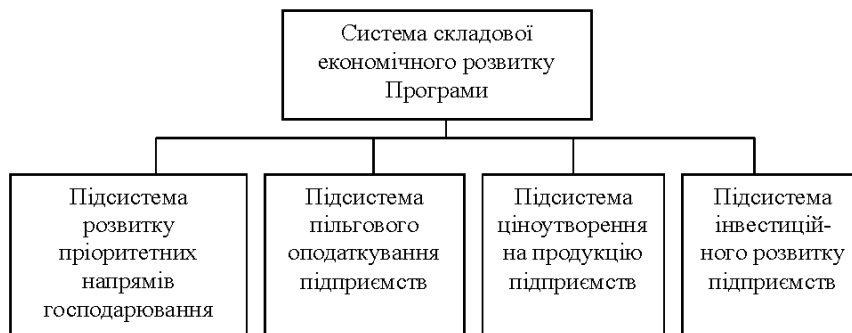 Система складової
економічного розвитку
Програми
Підсистема
розвитку
пріоритетних
напрямів
господарювання
Підсистема
пільгового
оподаткування
підприємств
Підсистема
ціноутворення
на продукцію
підприємств
Підсистема
інвестицій-
ного розвитку
підприємств